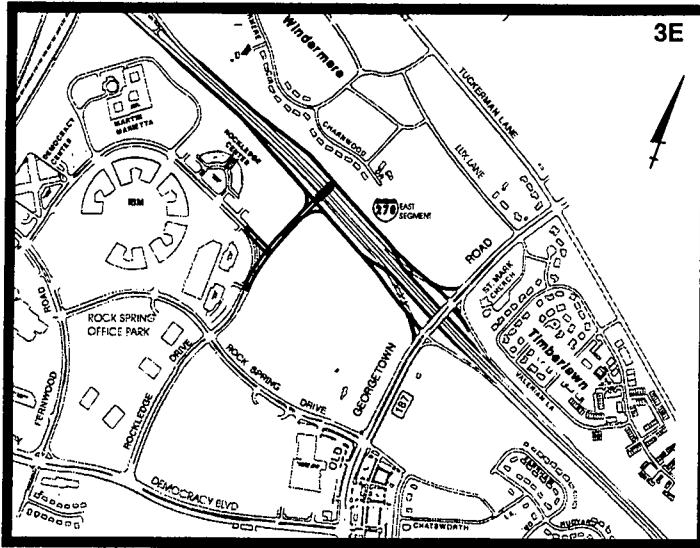 3E
Windermere
TUCKERMAN LANE
MARTIN
MARIETTA
DEMOCRACY
CENTER
ROCKLEDGE
CENTER
CHARNWOOD
LUX LANE
IBM
270 EAST
SEGMENT
ROAD
ST MARK
CHURCH
ROAD
ROCK SPRING
OFFICE PARK
Timberlawn
FERNWOOD
ROCKLEDGE
DRIVE
ROCK SPRING
DRIVE
GEORGETOWN
187
VALERIAN LA
DEMOCRACY BLVD
CHATSWORTH